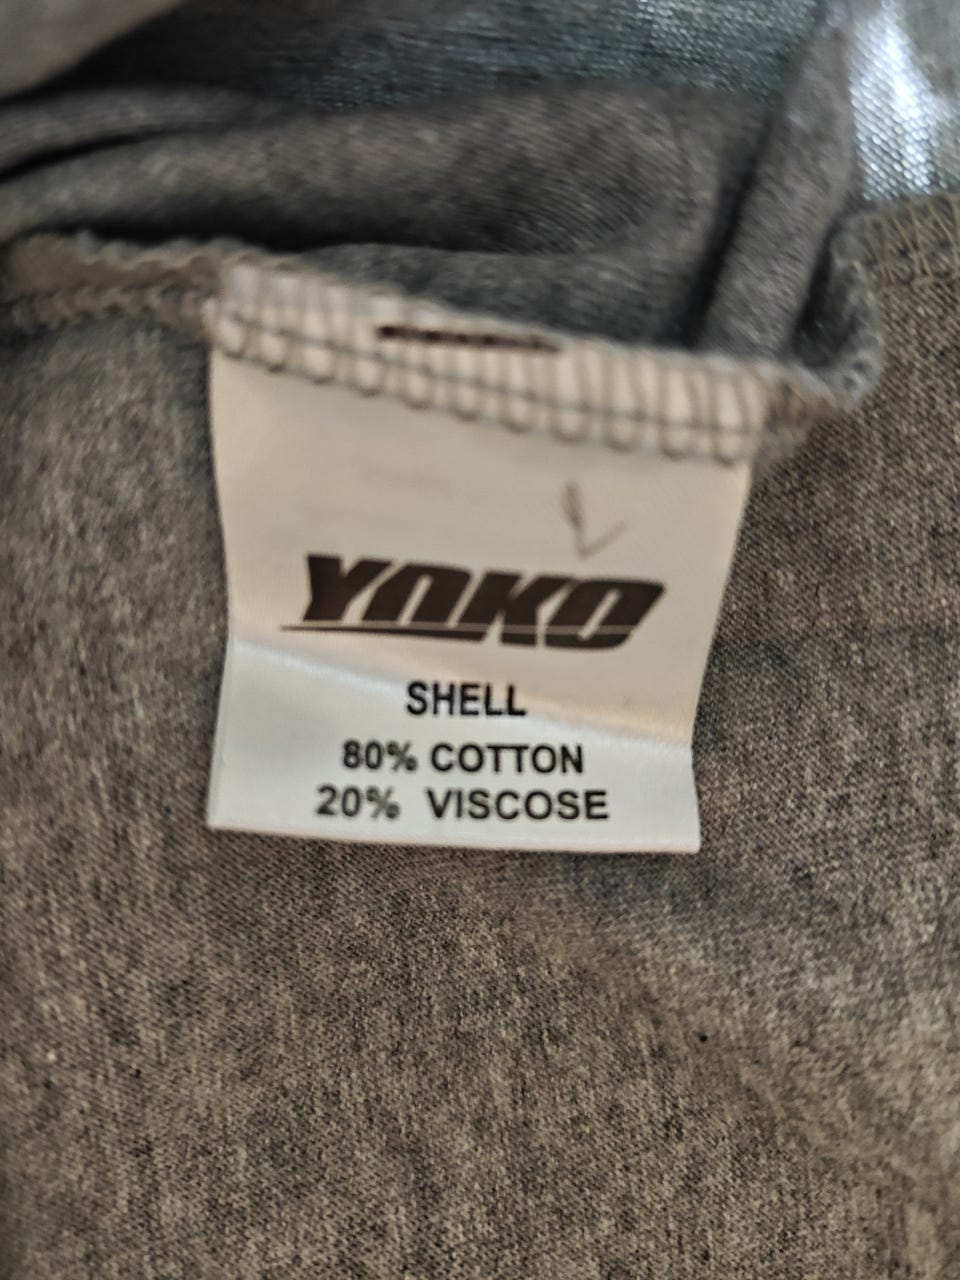 YOKO
SHELL
80% COTTON
20% VISCOSE